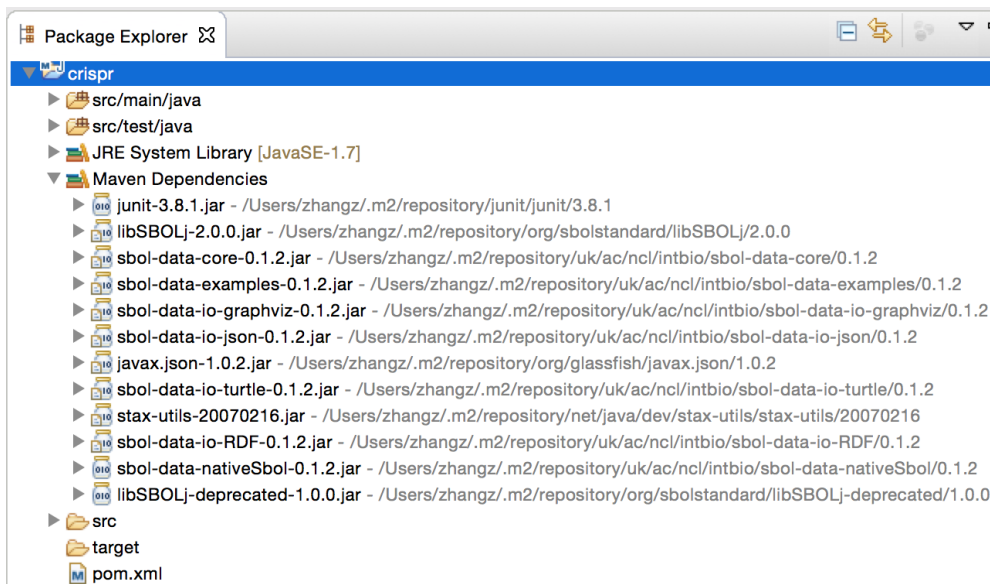 Package Explorer
crispr
src/main/java
src/test/java
JRE System Library [JavaSE-1.7]
Maven Dependencies
junit-3.8.1.jar - /Users/zhangz/.m2/repository/junit/junit/3.8.1
libSBOLj-2.0.0.jar - /Users/zhangz/.m2/repository/org/sbolstandard/libSBOLj/2.0.0
sbol-data-core-0.1.2.jar - /Users/zhangz/.m2/repository/uk/ac/ncl/intbio/sbol-data-core/0.1.2
sbol-data-examples-0.1.2.jar - /Users/zhangz/.m2/repository/uk/ac/ncl/intbio/sbol-data-examples/0.1.2
sbol-data-io-graphviz-0.1.2.jar - /Users/zhangz/.m2/repository/uk/ac/ncl/intbio/sbol-data-io-graphviz/0.1.2
sbol-data-io-json-0.1.2.jar - /Users/zhangz/.m2/repository/uk/ac/ncl/intbio/sbol-data-io-json/0.1.2
javax.json-1.0.2.jar - /Users/zhangz/.m2/repository/org/glassfish/javax.json/1.0.2
sbol-data-io-turtle-0.1.2.jar - /Users/zhangz/.m2/repository/uk/ac/ncl/intbio/sbol-data-io-turtle/0.1.2
stax-utils-20070216.jar - /Users/zhangz/.m2/repository/net/java/dev/stax-utils/stax-utils/20070216
sbol-data-io-RDF-0.1.2.jar - /Users/zhangz/.m2/repository/uk/ac/ncl/intbio/sbol-data-io-RDF/0.1.2
sbol-data-nativeSbol-0.1.2.jar - /Users/zhangz/.m2/repository/uk/ac/ncl/intbio/sbol-data-nativeSbol/0.1.2
libSBOLj-deprecated-1.0.0.jar - /Users/zhangz/.m2/repository/org/sbolstandard/libSBOLj-deprecated/1.0.0
src
target
pom.xml